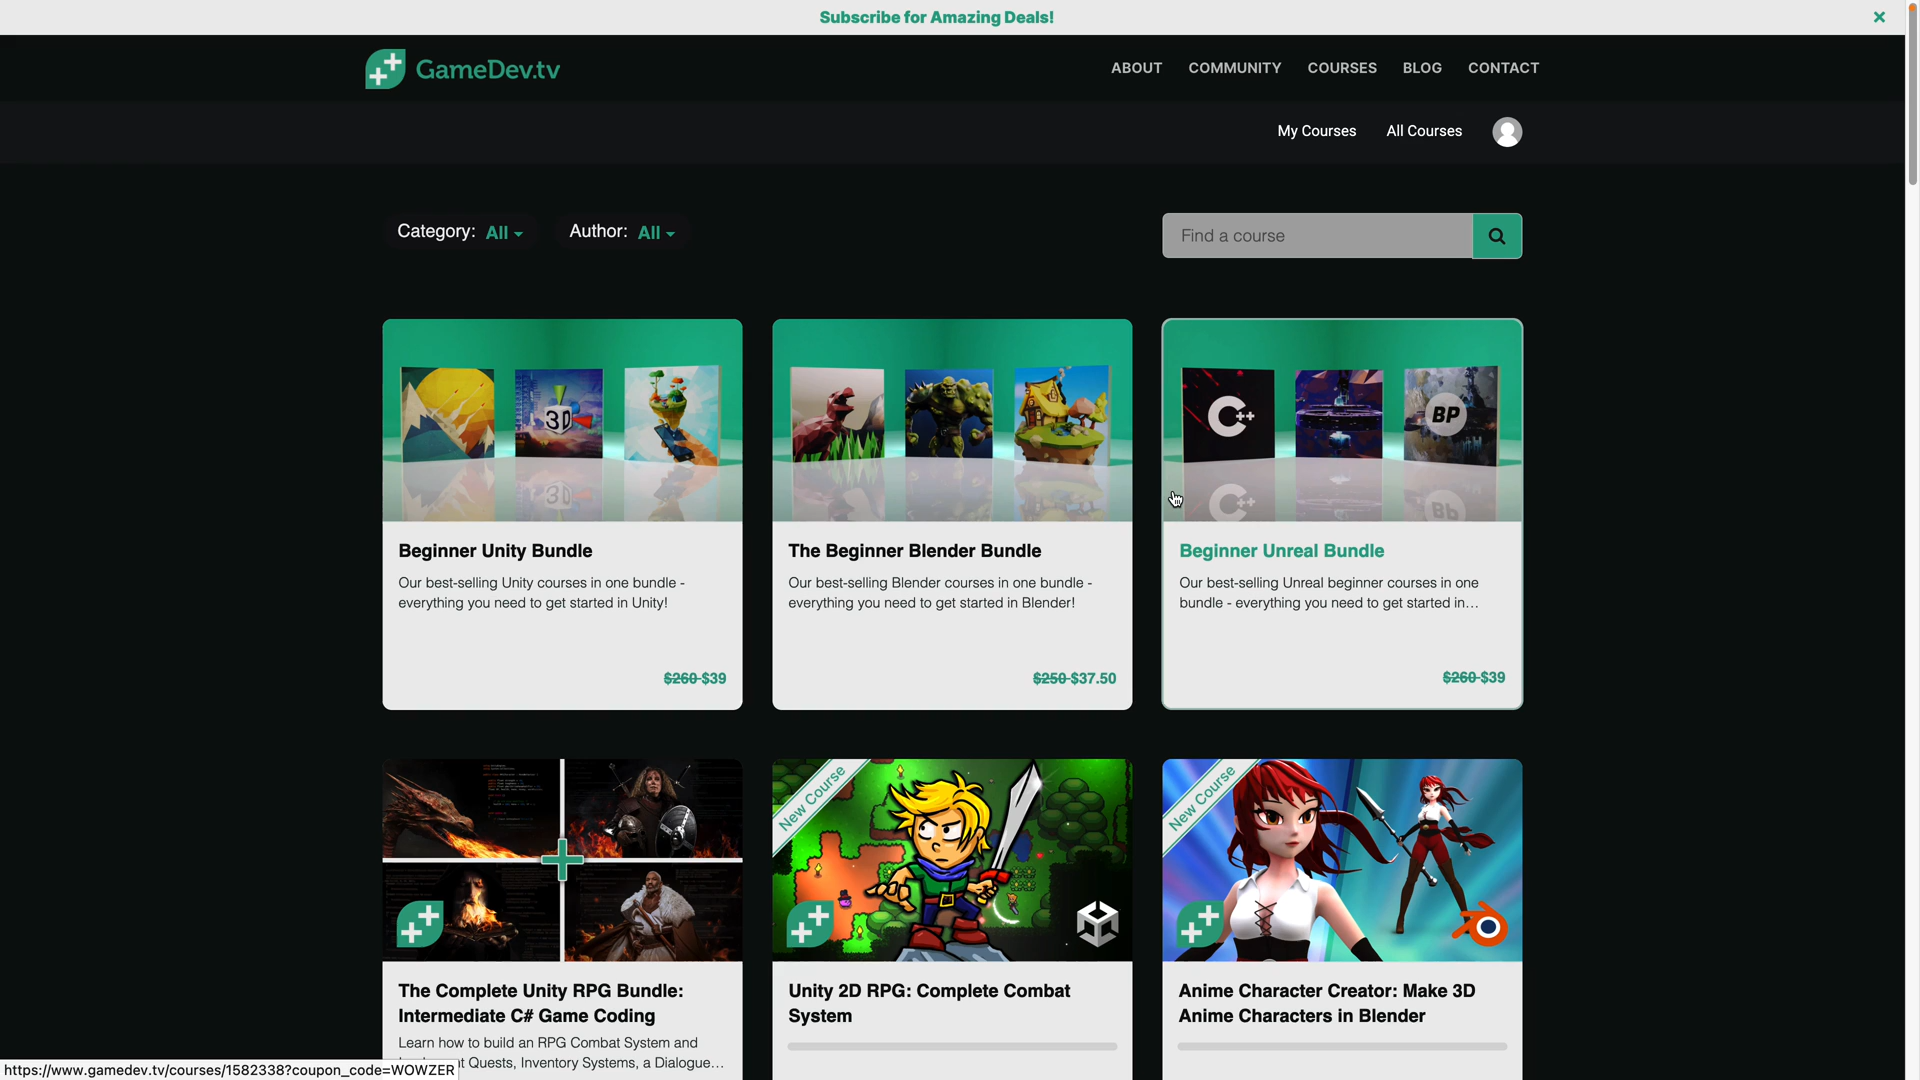 Subscribe for Amazing Deals!
GameDev.tv
ABOUT COMMUNITY COURSES BLOG CONTACT
My Courses All Courses
Category: All Author: All
Find a course
3D
C++
BP
Beginner Unity Bundle
Our best-selling Unity courses in one bundle -
everything you need to get started in Unity!
$260 $39
The Beginner Blender Bundle
Our best-selling Blender courses in one bundle -
everything you need to get started in Blender!
$250 $37.50
Beginner Unreal Bundle
Our best-selling Unreal beginner courses in one
bundle - everything you need to get started in...
$260 $39
New Course
New Course
The Complete Unity RPG Bundle:
Intermediate C# Game Coding
Learn how to build an RPG Combat System and
t Quests, Inventory Systems, a Dialogue...
Unity 2D RPG: Complete Combat
System
Anime Character Creator: Make 3D
Anime Characters in Blender
https://www.gamedev.tv/courses/1582338?coupon_code=WOWZER